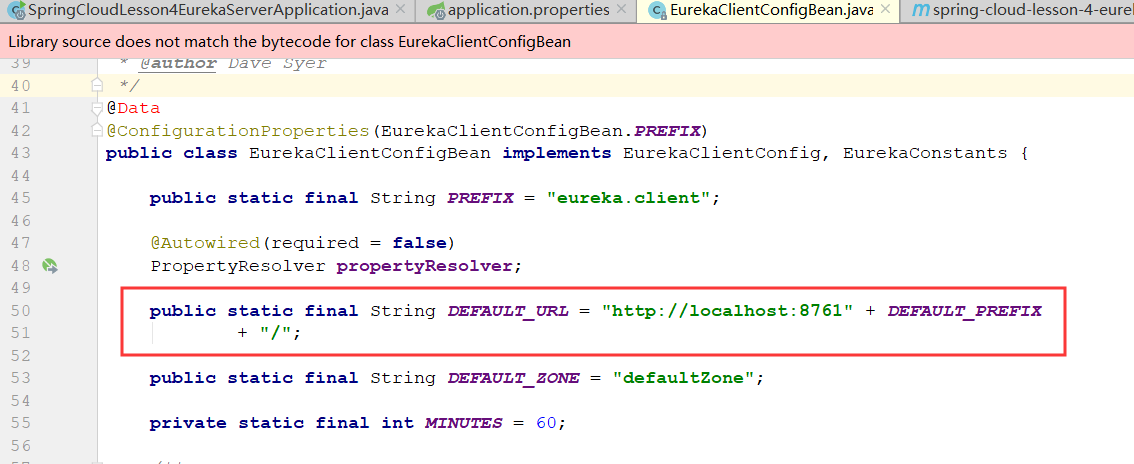 SpringCloudLesson4EurekaServerApplication.java application.properties EurekaClientConfigBean.java spring-cloud-lesson-4-eurel
Library source does not match the bytecode for class EurekaClientConfigBean
39 * @author Dave Syer
40 */
41 @Data
42 @ConfigurationProperties(EurekaClientConfigBean.PREFIX)
43 public class EurekaClientConfigBean implements EurekaClientConfig, EurekaConstants {
44
45 public static final String PREFIX = "eureka.client";
46
47 @Autowired(required = false)
48 PropertyResolver propertyResolver;
49
50 public static final String DEFAULT_URL = "http://localhost:8761" + DEFAULT_PREFIX
51 + "/";
52
53 public static final String DEFAULT_ZONE = "defaultZone";
54
55 private static final int MINUTES = 60;
56